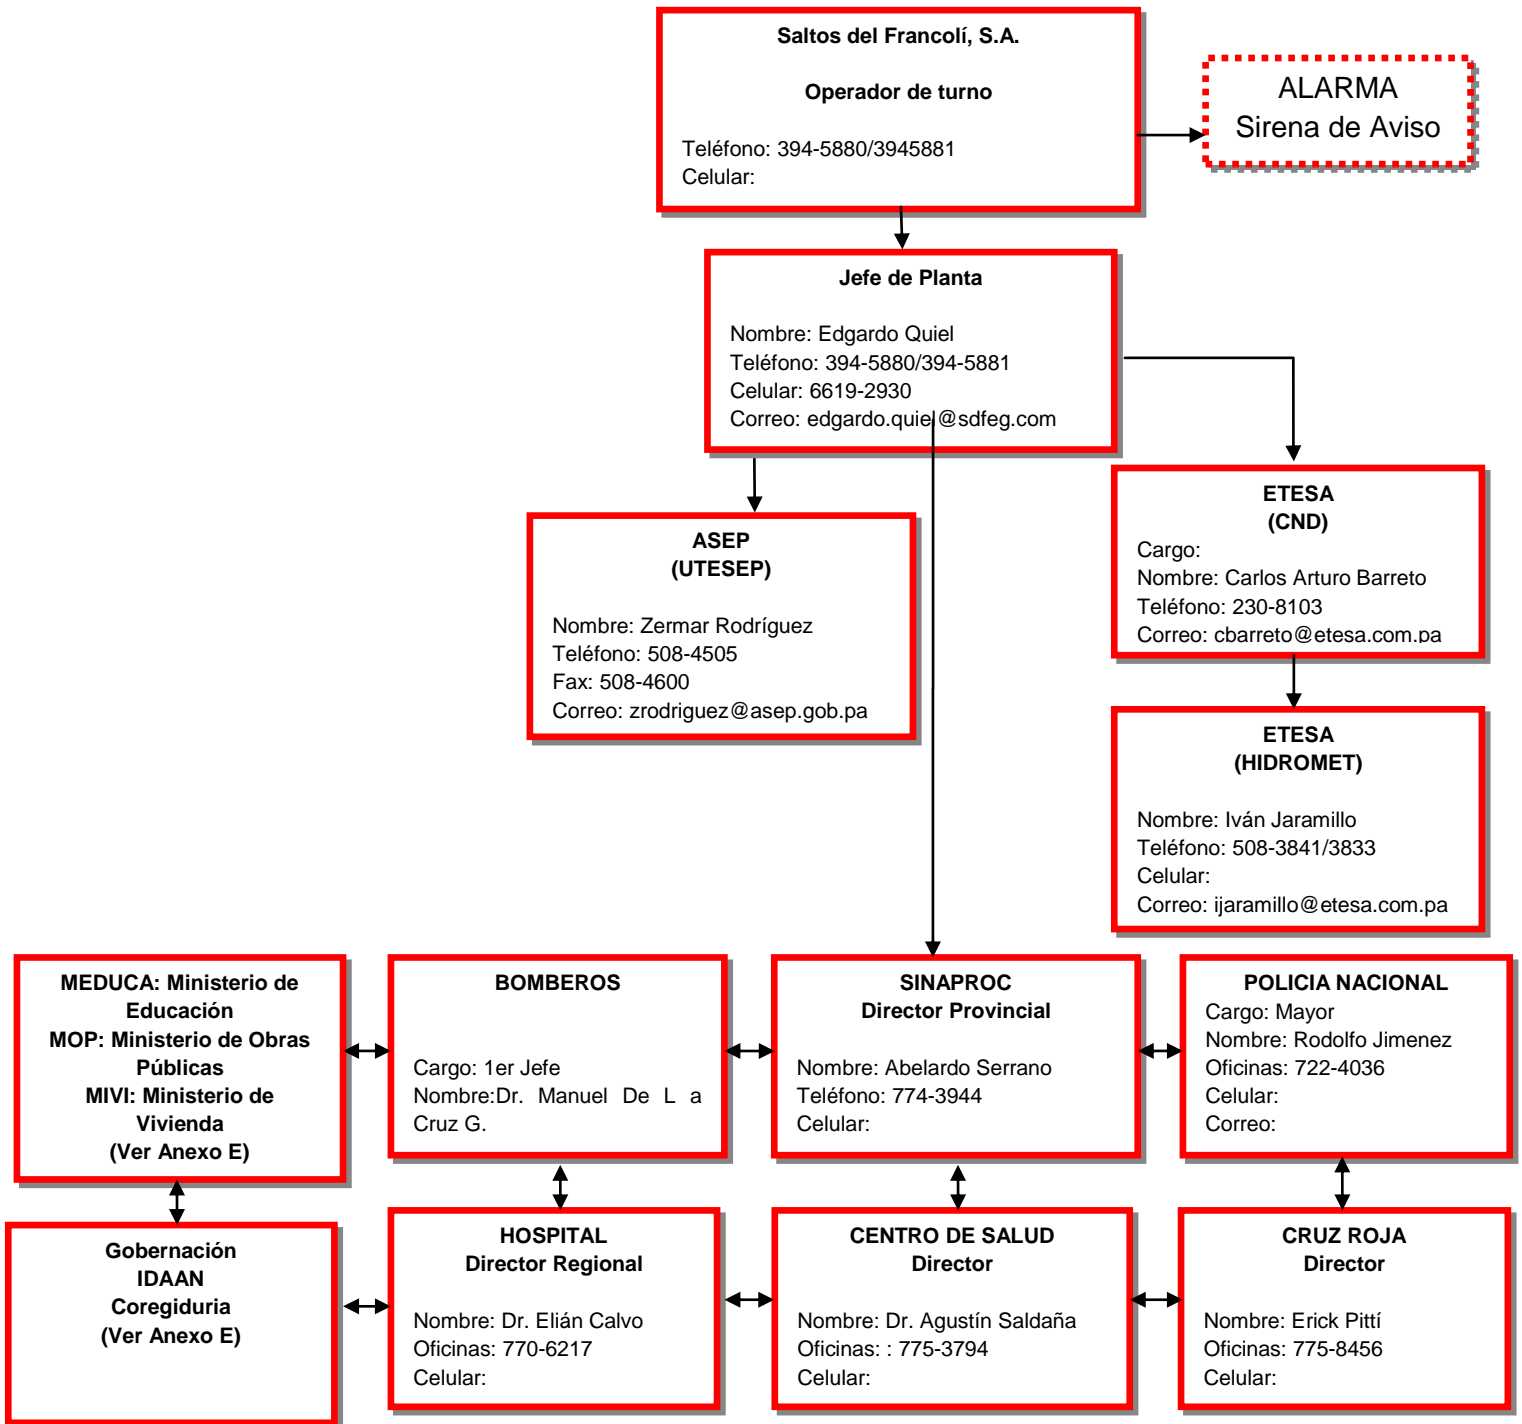 Saltos del Francolí, S.A.
Operador de turno
Teléfono: 394-5880/3945881
Celular:
ALARMA
Sirena de Aviso
Jefe de Planta
Nombre: Edgardo Quiel
Teléfono: 394-5880/394-5881
Celular: 6619-2930
Correo: edgardo.quiel@sdfeg.com
ASEP
(UTESEP)
Nombre: Zermar Rodríguez
Teléfono: 508-4505
Fax: 508-4600
Correo: zrodriguez@asep.gob.pa
ETESA
(CND)
Cargo:
Nombre: Carlos Arturo Barreto
Teléfono: 230-8103
Correo: cbarreto@etesa.com.pa
ETESA
(HIDROMET)
Nombre: Iván Jaramillo
Teléfono: 508-3841/3833
Celular:
Correo: ijaramillo@etesa.com.pa
MEDUCA: Ministerio de
Educación
MOP: Ministerio de Obras
Públicas
MIVI: Ministerio de
Vivienda
(Ver Anexo E)
BOMBEROS
Cargo: 1er Jefe
Nombre:Dr. Manuel De L a
Cruz G.
SINAPROC
Director Provincial
Nombre: Abelardo Serrano
Teléfono: 774-3944
Celular:
POLICIA NACIONAL
Cargo: Mayor
Nombre: Rodolfo Jimenez
Oficinas: 722-4036
Celular:
Correo:
Gobernación
IDAAN
Coregiduria
(Ver Anexo E)
HOSPITAL
Director Regional
Nombre: Dr. Elián Calvo
Oficinas: 770-6217
Celular:
CENTRO DE SALUD
Director
Nombre: Dr. Agustín Saldaña
Oficinas: : 775-3794
Celular:
CRUZ ROJA
Director
Nombre: Erick Pittí
Oficinas: 775-8456
Celular: